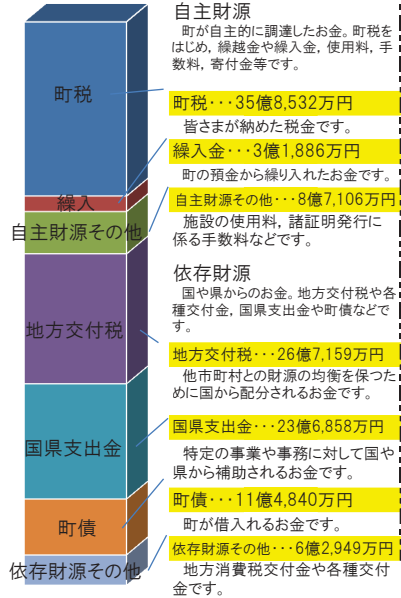 自主財源
町が自主的に調達したお金。町税を
はじめ，繰越金や繰入金，使用料，手
数料，寄付金等です。
町税
町税･･･35億8,532万円
皆さまが納めた税金です。
繰入金･･･3億1,886万円
町の預金から繰り入れたお金です。
繰入
自主財源その他･･･8億7,106万円
自主財源その他
施設の使用料，諸証明発行に
係る手数料などです。
依存財源
国や県からのお金。地方交付税や各
種交付金，国県支出金や町債などで
す。
地方交付税
地方交付税･･･26億7,159万円
他市町村との財源の均衡を保つた
めに国から配分されるお金です。
国県支出金･･･23億6,858万円
国県支出金
特定の事業や事務に対して国や
県から補助されるお金です。
町債･･･11億4,840万円
町債
町が借入れるお金です。
依存財源その他･･･6億2,949万円
依存財源その他
地方消費税交付金や各種交付
金です。